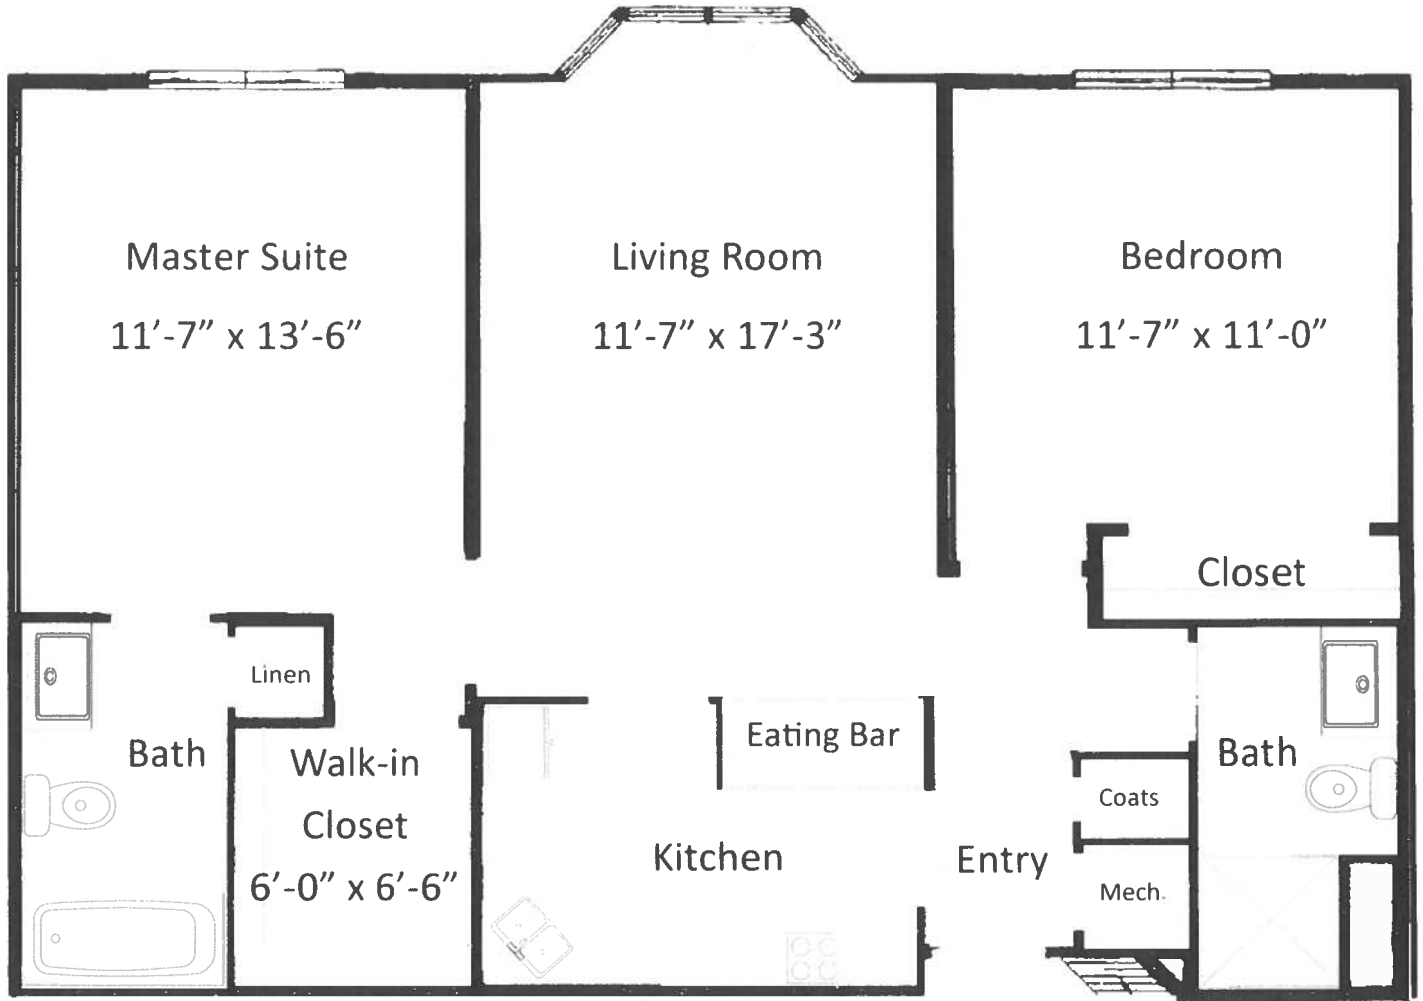 Master Suite
11’-7” x 13’-6”
Living Room
11’-7” x 17’-3”
Bedroom
11’-7” x 11’-0”
Closet
Linen
Bath
Walk-in
Closet
6’-0” x 6’-6”
Eating Bar
Kitchen
Entry
Coats
Mech.
Bath